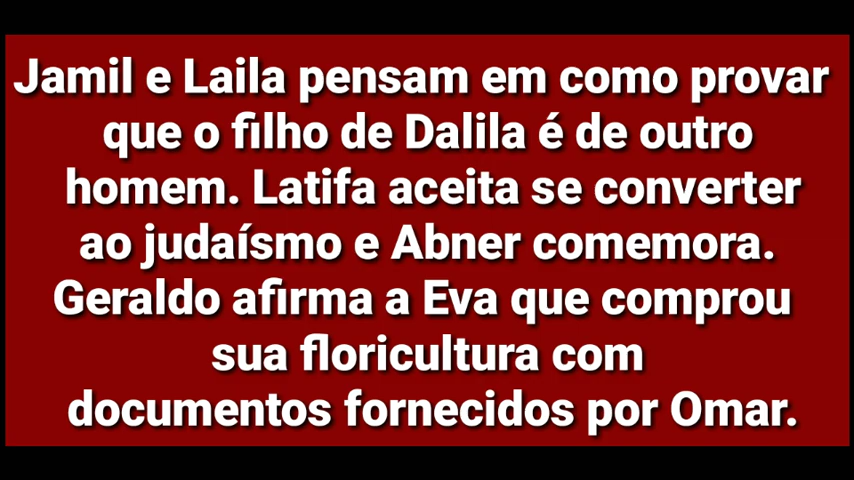 Jamil e Laila pensam em como provar
que o filho de Dalila é de outro
homem. Latifa aceita se converter
ao judaísmo e Abner comemora.
Geraldo afirma a Eva que comprou
sua floricultura com
documentos fornecidos por Omar.